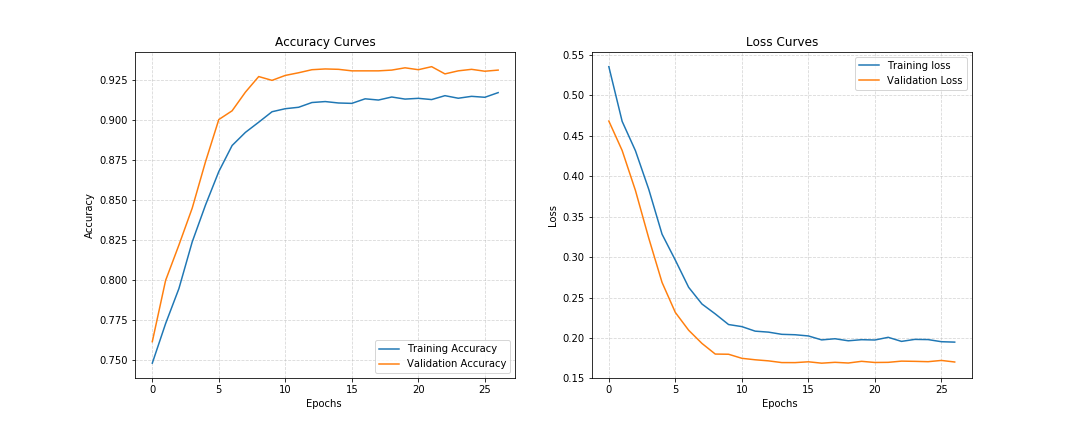 Accuracy Curves
0.925
0.900
0.875
0.850
0.825
0.800
0.775
0.750
Accuracy
Training Accuracy
Validation Accuracy
0 5 10 15 20 25
Epochs
Loss Curves
0.55
0.50
0.45
0.40
0.35
0.30
0.25
0.20
0.15
Loss
Training loss
Validation Loss
0 5 10 15 20 25
Epochs